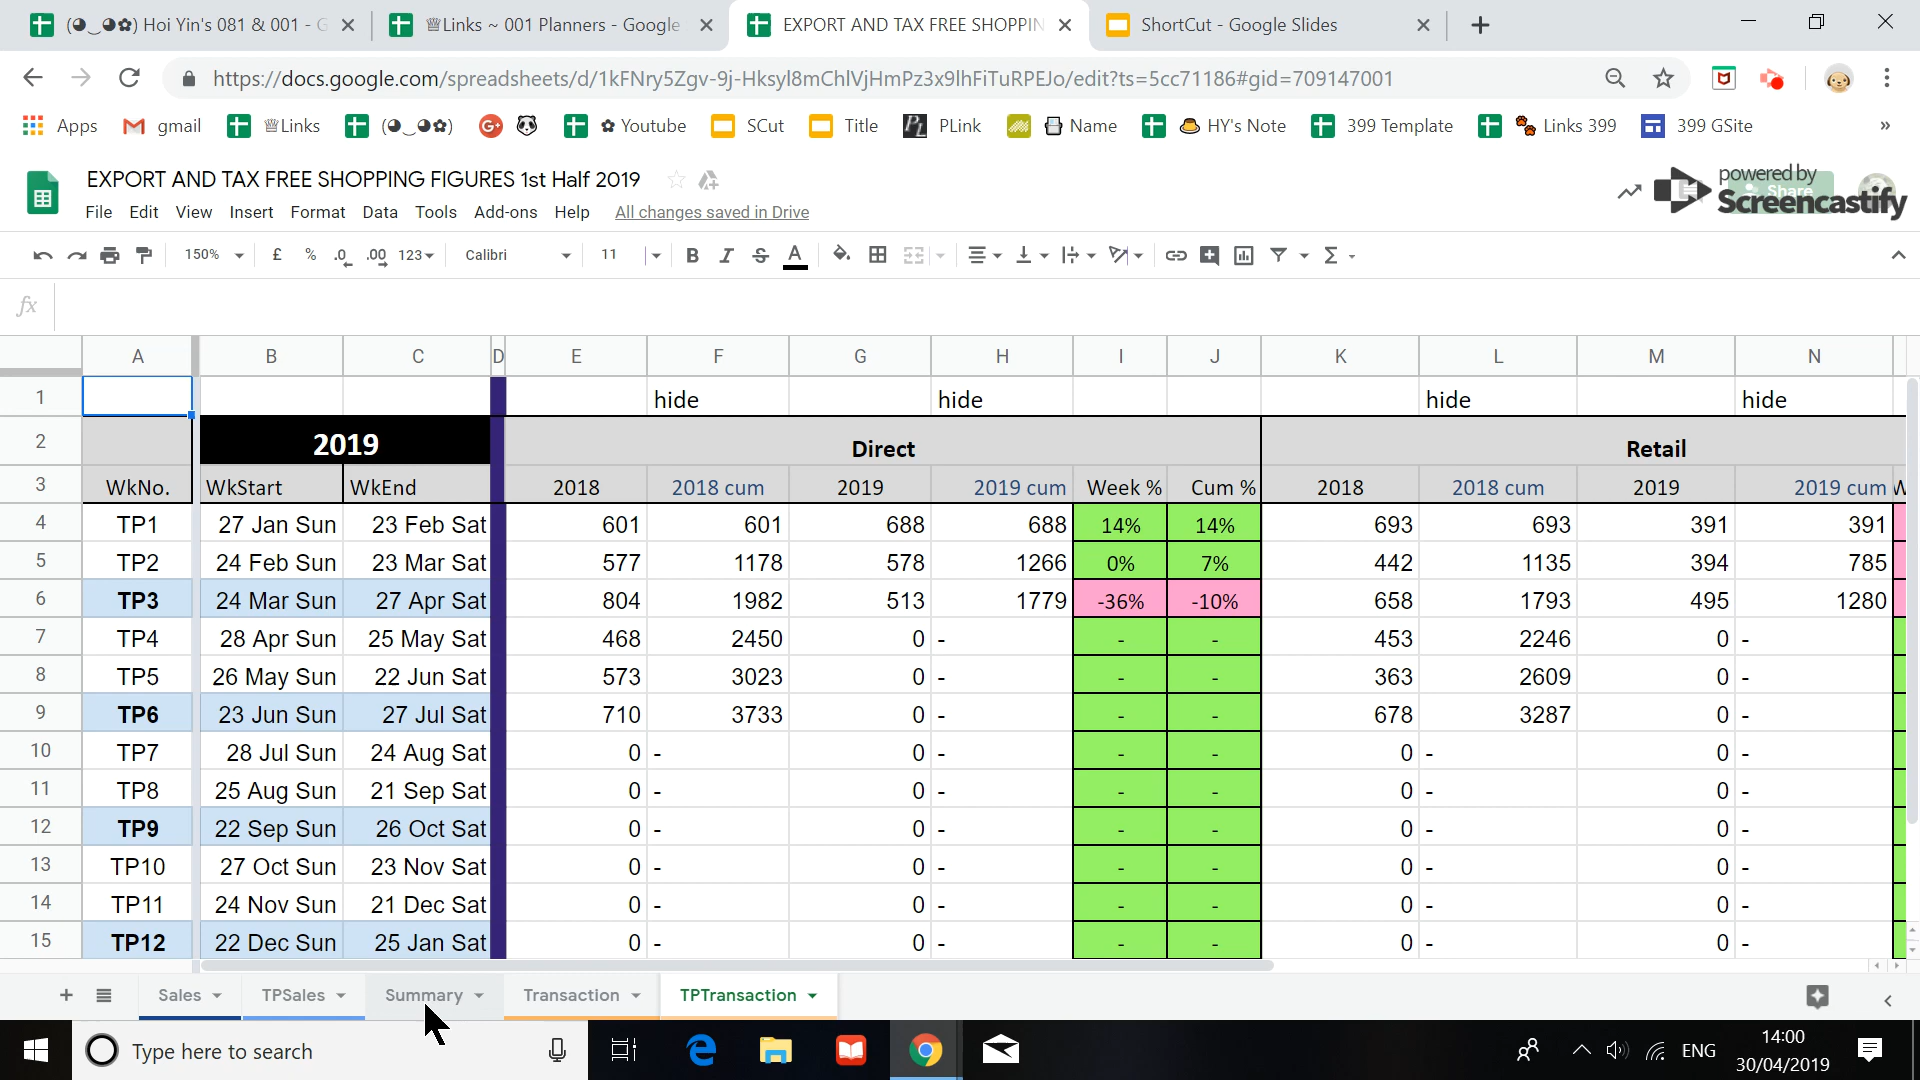 (◕‿◕✿) Hoi Yin's 081 & 001 - G
♕Links ~ 001 Planners - Google
EXPORT AND TAX FREE SHOPPIN
ShortCut - Google Slides
https://docs.google.com/spreadsheets/d/1kFNry5Zgv-9j-Hksyl8mChlVjHmPz3x9lhFiTuRPEJo/edit?ts=5cc71186#gid=709147001
Apps gmail ♕Links (◕‿◕✿) ✿ Youtube SCut Title PLink Name HY's Note 399 Template Links 399 399 GSite »
EXPORT AND TAX FREE SHOPPING FIGURES 1st Half 2019
powered by
Share
Screencastify
File Edit View Insert Format Data Tools Add-ons Help All changes saved in Drive
150% £ % .0 .00 123 Calibri 11 B I S A Σ
fx
A B C D E F G H I J K L M N
1 hide hide hide hide
2 2019 Direct Retail
3 WkNo. WkStart WkEnd 2018 2018 cum 2019 2019 cum Week % Cum % 2018 2018 cum 2019 2019 cum W
4 TP1 27 Jan Sun 23 Feb Sat 601 601 688 688 14% 14% 693 693 391 391
5 TP2 24 Feb Sun 23 Mar Sat 577 1178 578 1266 0% 7% 442 1135 394 785
6 TP3 24 Mar Sun 27 Apr Sat 804 1982 513 1779 -36% -10% 658 1793 495 1280
7 TP4 28 Apr Sun 25 May Sat 468 2450 0 - - - 453 2246 0 -
8 TP5 26 May Sun 22 Jun Sat 573 3023 0 - - - 363 2609 0 -
9 TP6 23 Jun Sun 27 Jul Sat 710 3733 0 - - - 678 3287 0 -
10 TP7 28 Jul Sun 24 Aug Sat 0 - 0 - - - 0 - 0 -
11 TP8 25 Aug Sun 21 Sep Sat 0 - 0 - - - 0 - 0 -
12 TP9 22 Sep Sun 26 Oct Sat 0 - 0 - - - 0 - 0 -
13 TP10 27 Oct Sun 23 Nov Sat 0 - 0 - - - 0 - 0 -
14 TP11 24 Nov Sun 21 Dec Sat 0 - 0 - - - 0 - 0 -
15 TP12 22 Dec Sun 25 Jan Sat 0 - 0 - - - 0 - 0 -
Sales TPSales Summary Transaction TPTransaction
Type here to search
ENG
14:00
30/04/2019